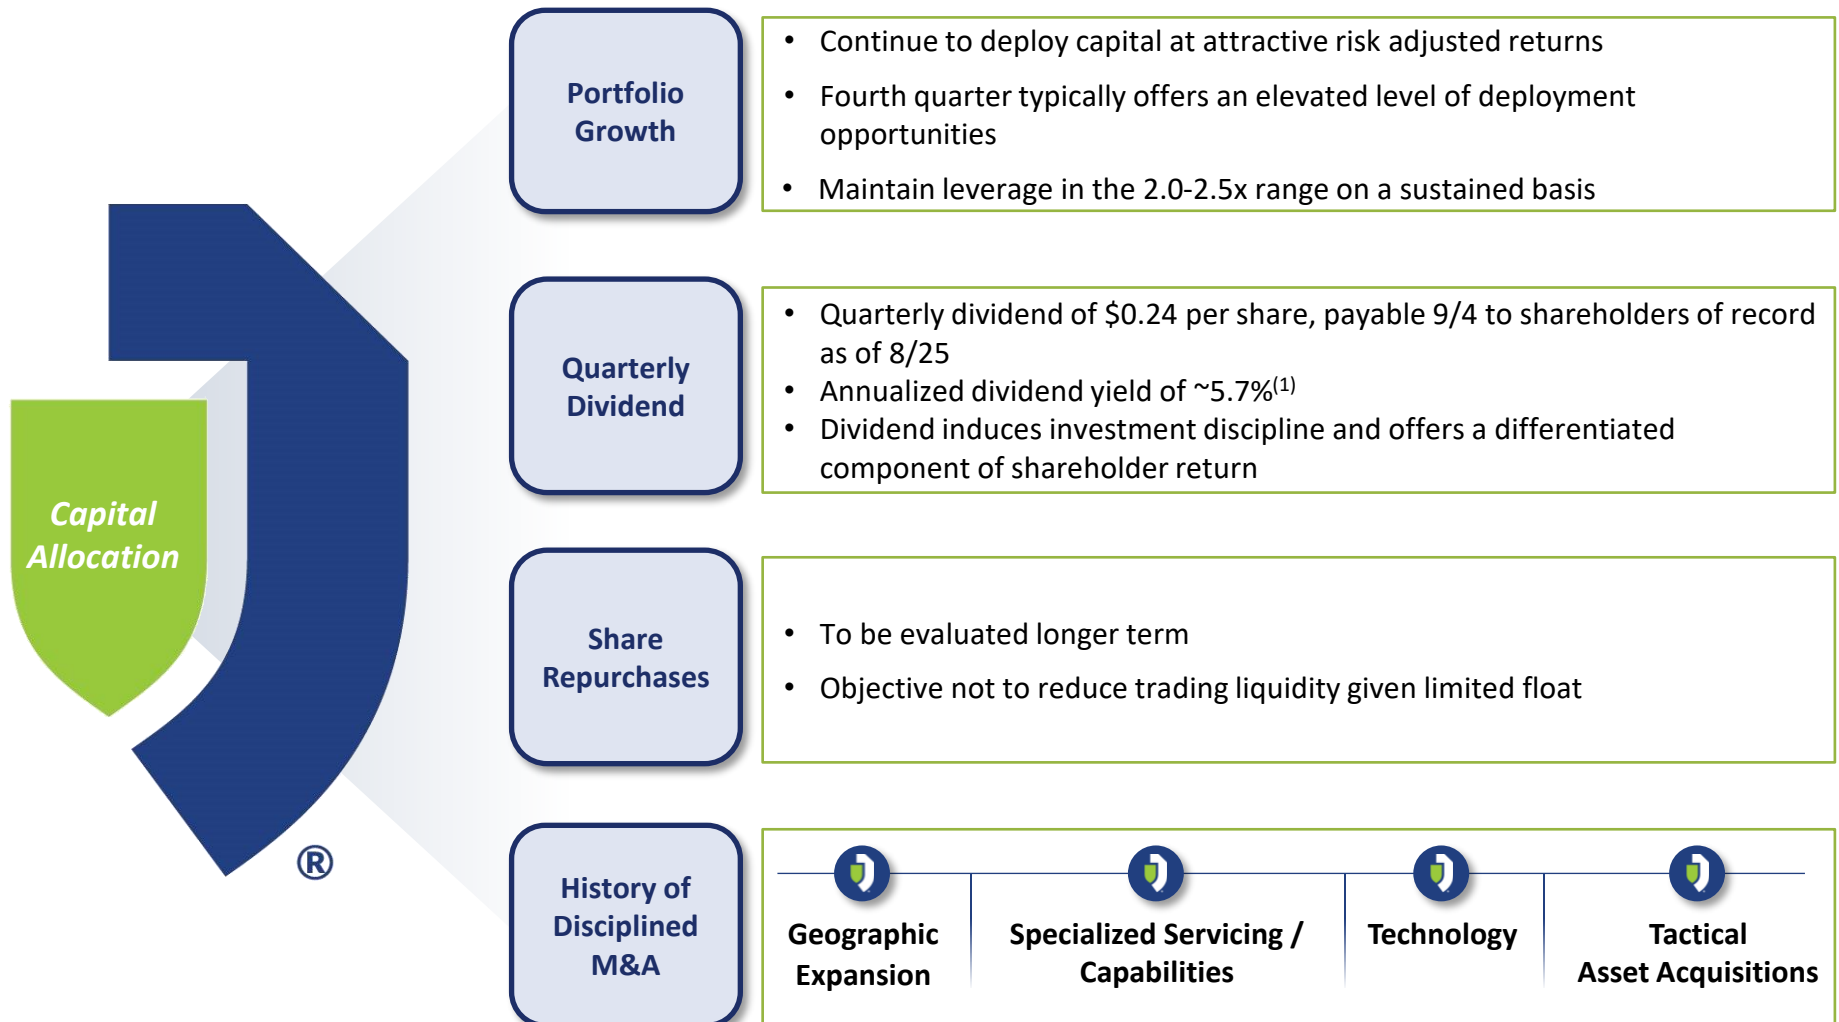 Capital
Allocation
®
Portfolio
Growth
• Continue to deploy capital at attractive risk adjusted returns
• Fourth quarter typically offers an elevated level of deployment
opportunities
• Maintain leverage in the 2.0-2.5x range on a sustained basis
Quarterly
Dividend
• Quarterly dividend of $0.24 per share, payable 9/4 to shareholders of record
as of 8/25
• Annualized dividend yield of ~5.7%(1)
• Dividend induces investment discipline and offers a differentiated
component of shareholder return
Share
Repurchases
• To be evaluated longer term
• Objective not to reduce trading liquidity given limited float
History of
Disciplined
M&A
Geographic
Expansion
Specialized Servicing /
Capabilities
Technology
Tactical
Asset Acquisitions